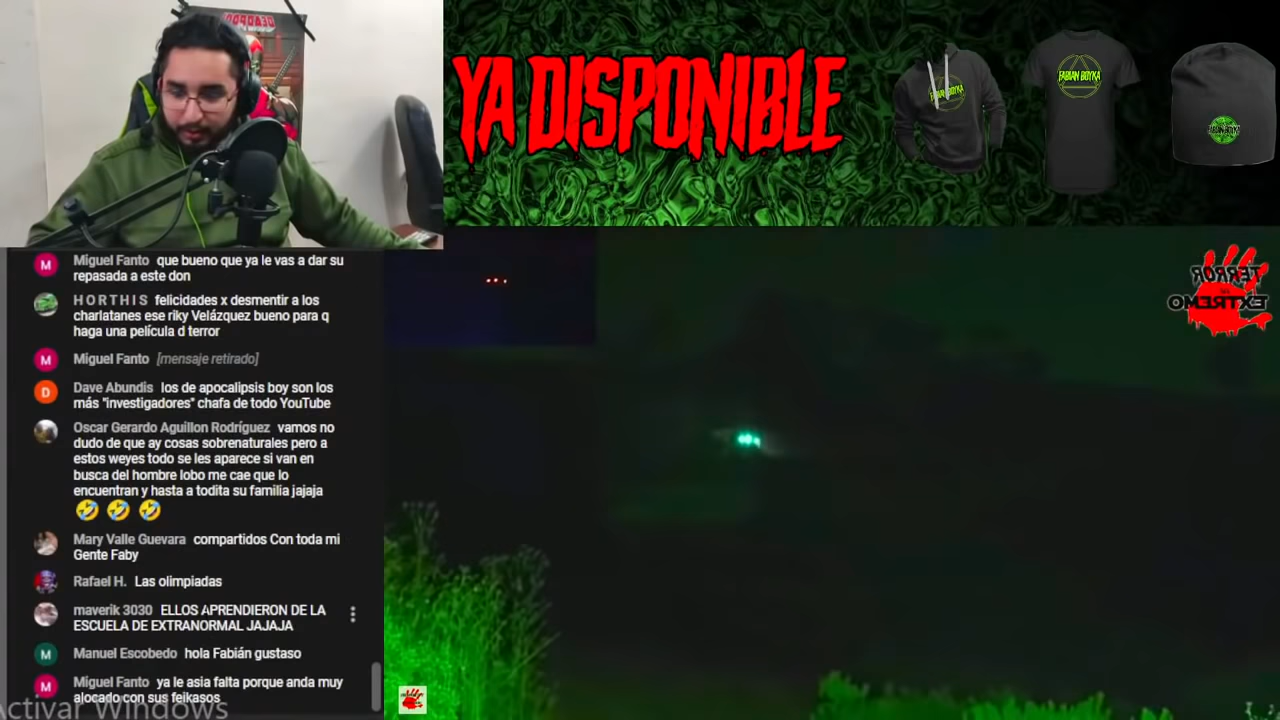 DEADPOOL
YA DISPONIBLE
FABIAN BOYKA
FABIAN BOYKA
FABIAN BOYKA
TERROR
EXTREMO
Miguel Fanto que bueno que ya le vas a dar su
repasada a este don
HORTHIS felicidades x desmentir a los
charlatanes ese riky Velázquez bueno para q
haga una película d terror
Miguel Fanto [mensaje retirado]
Dave Abundis los de apocalipsis boy son los
más "investigadores" chafa de todo YouTube
Oscar Gerardo Aguillon Rodríguez vamos no
dudo de que ay cosas sobrenaturales pero a
estos weyes todo se les aparece si van en
busca del hombre lobo me cae que lo
encuentran y hasta a todita su familia jajaja
Mary Valle Guevara compartidos Con toda mi
Gente Faby
Rafael H. Las olimpiadas
maverik 3030 ELLOS APRENDIERON DE LA
ESCUELA DE EXTRANORMAL JAJAJA
Manuel Escobedo hola Fabián gustaso
Miguel Fanto ya le asia falta porque anda muy
alocado con sus feikasos
Activar Windows